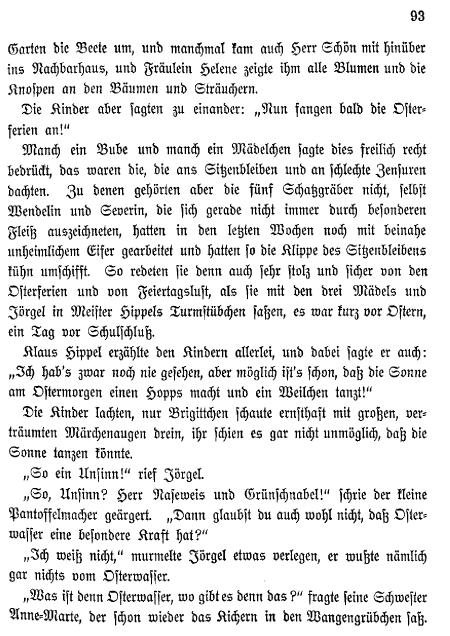 93
Garten die Beete um, und manchmal kam auch Herr Schön mit hinüber
ins Nachbarhaus, und Fräulein Helene zeigte ihm alle Blumen und die
Knospen an den Bäumen und Sträuchern.
Die Kinder aber sagten zu einander: „Nun fangen bald die Oster-
ferien an!“
Manch ein Bube und manch ein Mädelchen sagte dies freilich recht
bedrückt, das waren die, die ans Sitzenbleiben und an schlechte Zensuren
dachten. Zu denen gehörten aber die fünf Schatzgräber nicht, selbst
Wendelin und Severin, die sich gerade nicht immer durch besonderen
Fleiß auszeichneten, hatten in den letzten Wochen noch mit beinahe
unheimlichem Eifer gearbeitet und hatten so die Klippe des Sitzenbleibens
kühn umschifft. So redeten sie denn auch sehr stolz und sicher von den
Osterferien und von Feiertagslust, als sie mit den drei Mädels und
Jörgel in Meister Hippels Turmstübchen saßen, es war kurz vor Ostern,
ein Tag vor Schulschluß.
Klaus Hippel erzählte den Kindern allerlei, und dabei sagte er auch:
„Ich hab's zwar noch nie gesehen, aber möglich ist's schon, daß die Sonne
am Ostermorgen einen Hopps macht und ein Weilchen tanzt!“
Die Kinder lachten, nur Brigittchen schaute ernsthaft mit großen, ver-
träumten Märchenaugen drein, ihr schien es gar nicht unmöglich, daß die
Sonne tanzen könnte.
„So ein Unsinn!“ rief Jörgel.
„So, Unsinn? Herr Naseweis und Grünschnabel!“ schrie der kleine
Pantoffelmacher geärgert. „Dann glaubst du auch wohl nicht, daß Oster-
wasser eine besondere Kraft hat?“
„Ich weiß nicht,“ murmelte Jörgel etwas verlegen, er wußte nämlich
gar nichts vom Osterwasser.
„Was ist denn Osterwasser, wo gibt es denn das?“ fragte seine Schwester
Anne-Marte, der schon wieder das Kichern in den Wangengrübchen saß.